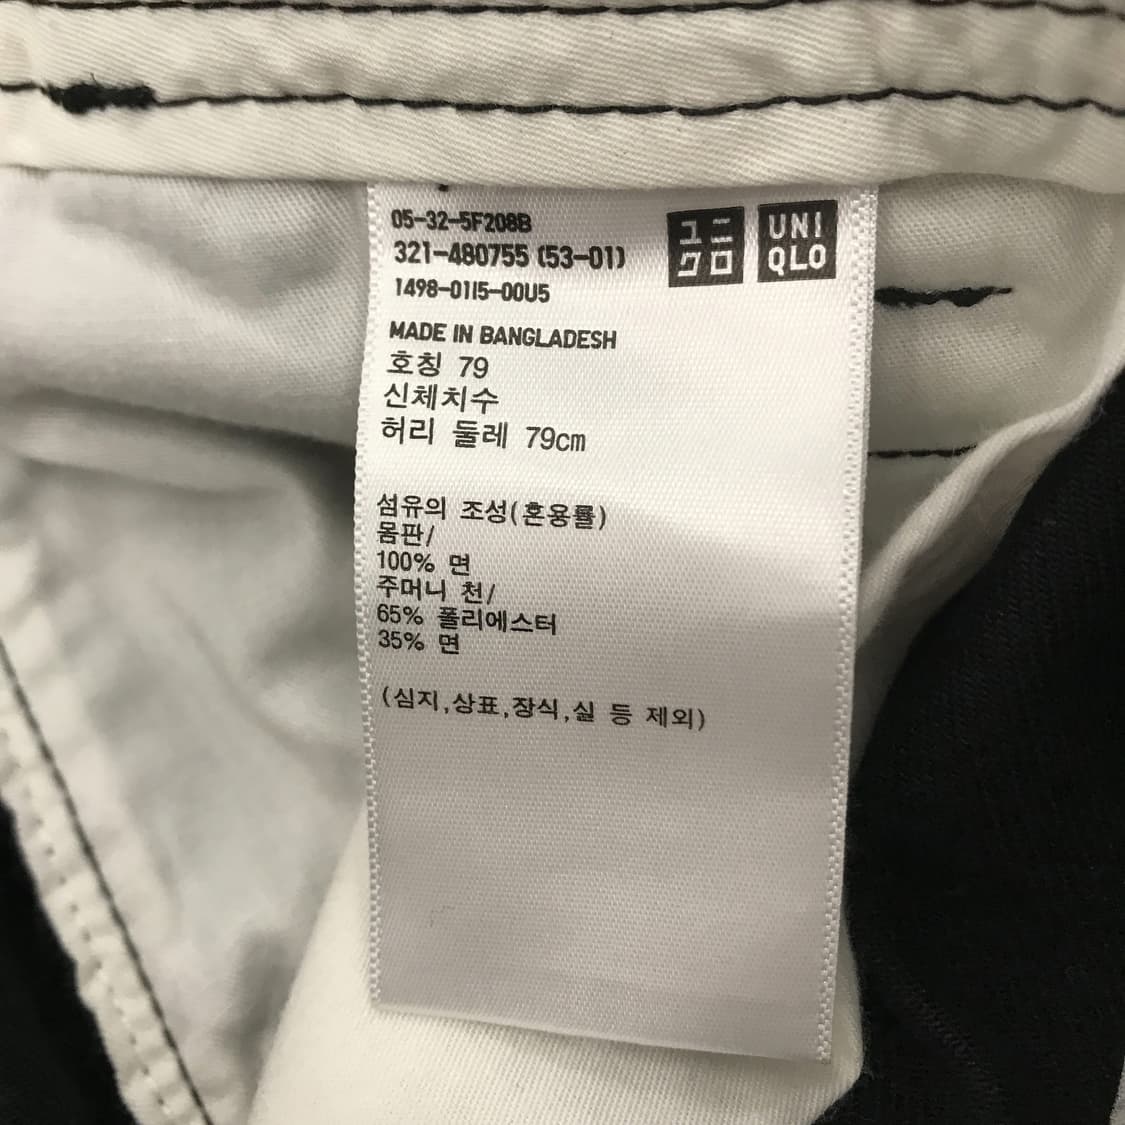 05-32-5F208B
321-480755 (53-01)
1498-0115-00U5
ユニ
クロ
UNI
QLO
MADE IN BANGLADESH
호칭 79
신체치수
허리 둘레 79cm
섬유의 조성(혼용률)
몸판/
100% 면
주머니 천/
65% 폴리에스터
35% 면
(심지,상표,장식,실 등 제외)